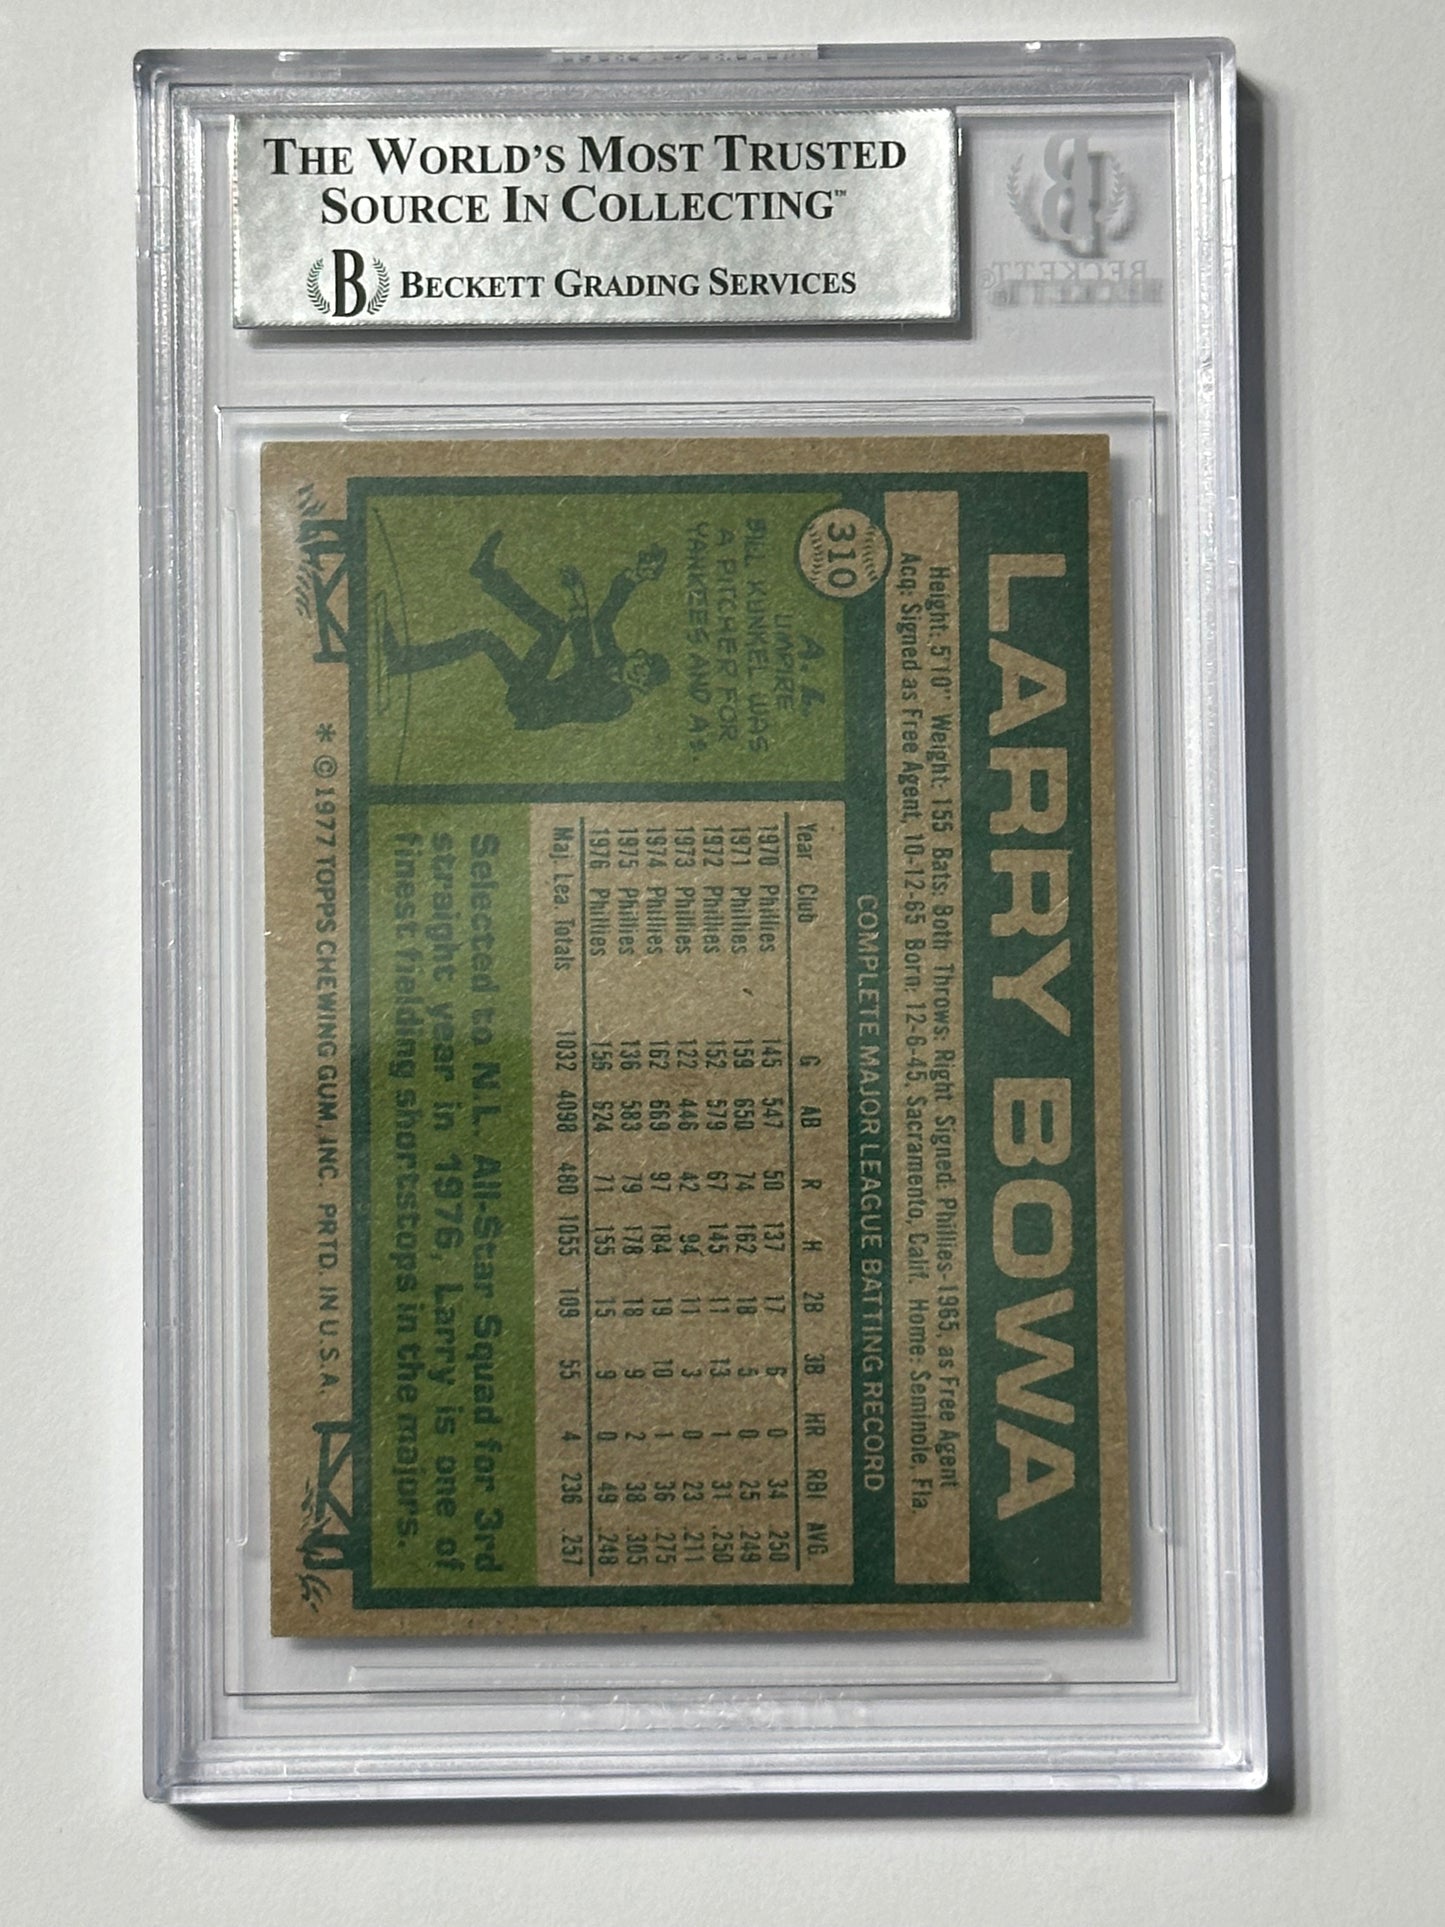 THE WORLD'S MOST TRUSTED
SOURCE IN COLLECTING™
B BECKETT GRADING SERVICES
BECKETT
LARRY BOWA
Height: 5'10" Weight: 155 Bats: Both Throws: Right Signed: Phillies-1965, as Free Agent
Acq: Signed as Free Agent, 10-12-65 Born: 12-6-45, Sacramento, Calif. Home: Seminole, Fla.
310
COMPLETE MAJOR LEAGUE BATTING RECORD
A. L.
UMPIRE
BILL KUNKEL WAS
A PITCHER FOR
YANKEES AND A'S.
Year Club G AB R H 2B 3B HR RBI AVG
1970 Phillies 145 547 50 137 17 6 0 34 .250
1971 Phillies 159 650 74 162 18 5 0 25 .249
1972 Phillies 152 579 67 145 11 13 1 31 .250
1973 Phillies 122 446 42 94 11 3 0 23 .211
1974 Phillies 162 669 97 184 19 10 1 36 .275
1975 Phillies 136 583 79 178 18 9 2 38 .305
1976 Phillies 156 624 71 155 15 9 0 49 .248
Maj. Lea. Totals 1032 4098 480 1055 109 55 4 236 .257
Selected to N.L. All-Star Squad for 3rd
straight year in 1976, Larry is one of
finest fielding shortstops in the majors.
* © 1977 TOPPS CHEWING GUM, INC. PRTD. IN U.S.A.